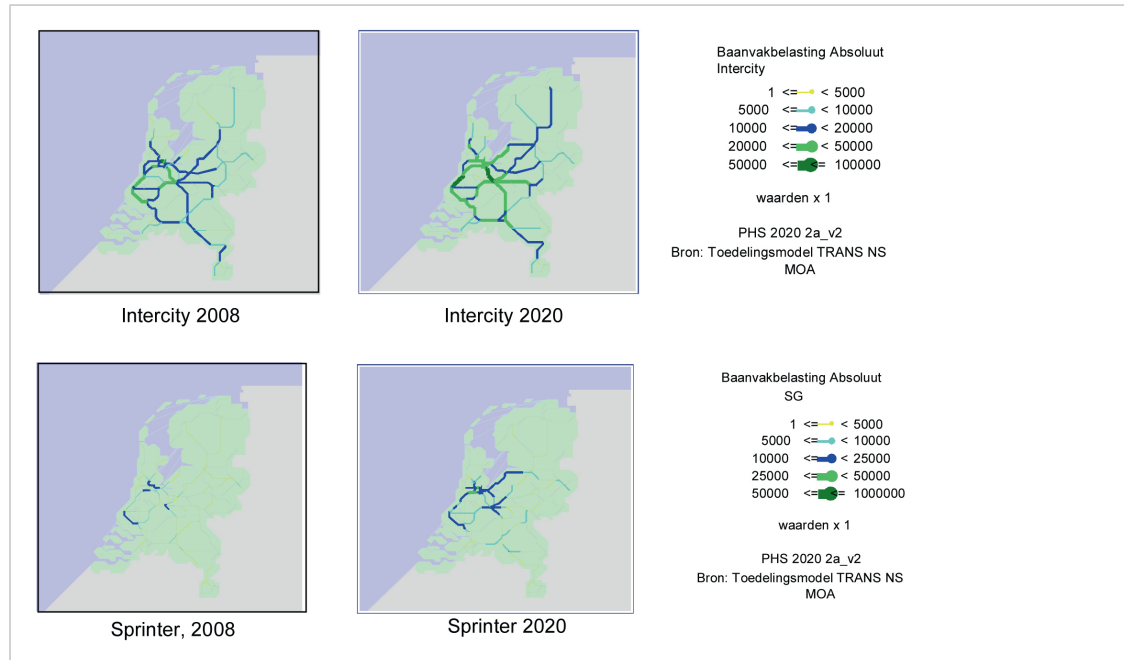 Baanvakbelasting Absoluut
Intercity
1 <= < 5000
5000 <= < 10000
10000 <= < 20000
20000 <= < 50000
50000 <= <= 100000
waarden x 1
PHS 2020 2a_v2
Bron: Toedelingsmodel TRANS NS
MOA
Intercity 2008
Intercity 2020
Baanvakbelasting Absoluut
SG
1 <= < 5000
5000 <= < 10000
10000 <= < 25000
25000 <= < 50000
50000 <= <= 1000000
waarden x 1
PHS 2020 2a_v2
Bron: Toedelingsmodel TRANS NS
MOA
Sprinter, 2008
Sprinter 2020